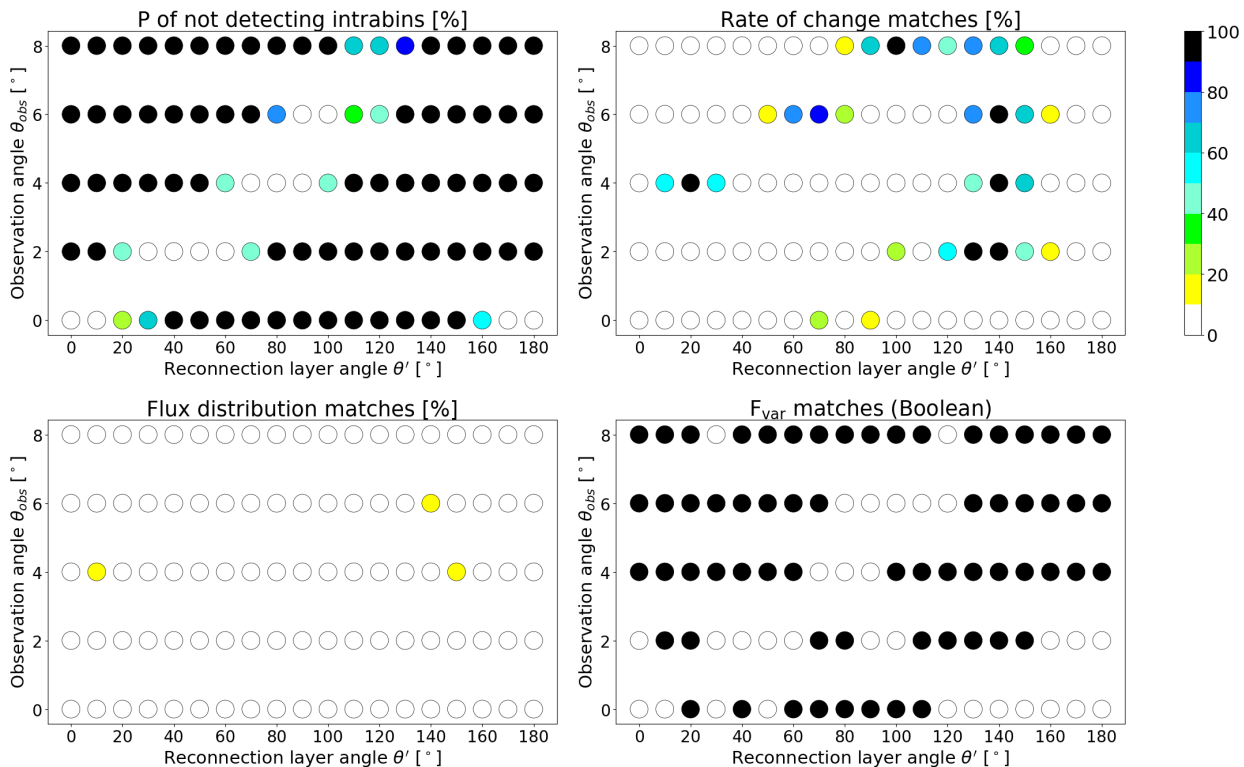 P of not detecting intrabins [%]
Rate of change matches [%]
Observation angle θobs [°]
8
6
4
2
0
0 20 40 60 80 100 120 140 160 180
Reconnection layer angle θ′ [°]
Observation angle θobs [°]
8
6
4
2
0
0 20 40 60 80 100 120 140 160 180
Reconnection layer angle θ′ [°]
100
80
60
40
20
0
Flux distribution matches [%]
Fvar matches (Boolean)
Observation angle θobs [°]
8
6
4
2
0
0 20 40 60 80 100 120 140 160 180
Reconnection layer angle θ′ [°]
Observation angle θobs [°]
8
6
4
2
0
0 20 40 60 80 100 120 140 160 180
Reconnection layer angle θ′ [°]